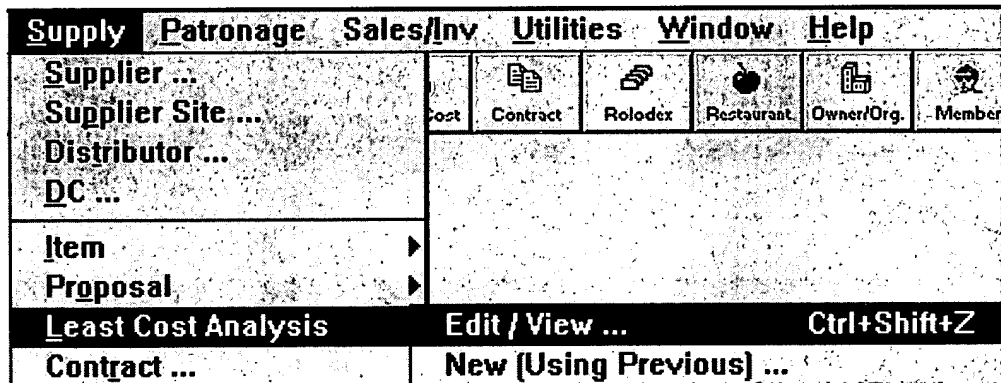 Supply Patronage Sales/Inv Utilities Window Help
Supplier ...
Supplier Site ...
Distributor ...
DC ...
Cost Contract Rolodex Restaurant Owner/Org. Member
Item
Proposal
Least Cost Analysis Edit / View ... Ctrl+Shift+Z
Contract ... New (Using Previous) ...